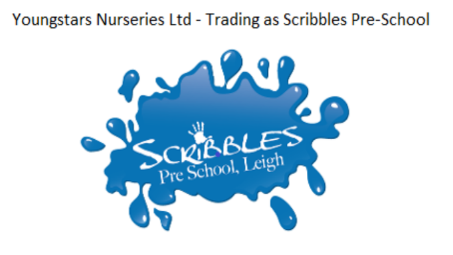 Youngstars Nurseries Ltd - Trading as Scribbles Pre-School
SCRiBBLES
Pre School, Leigh